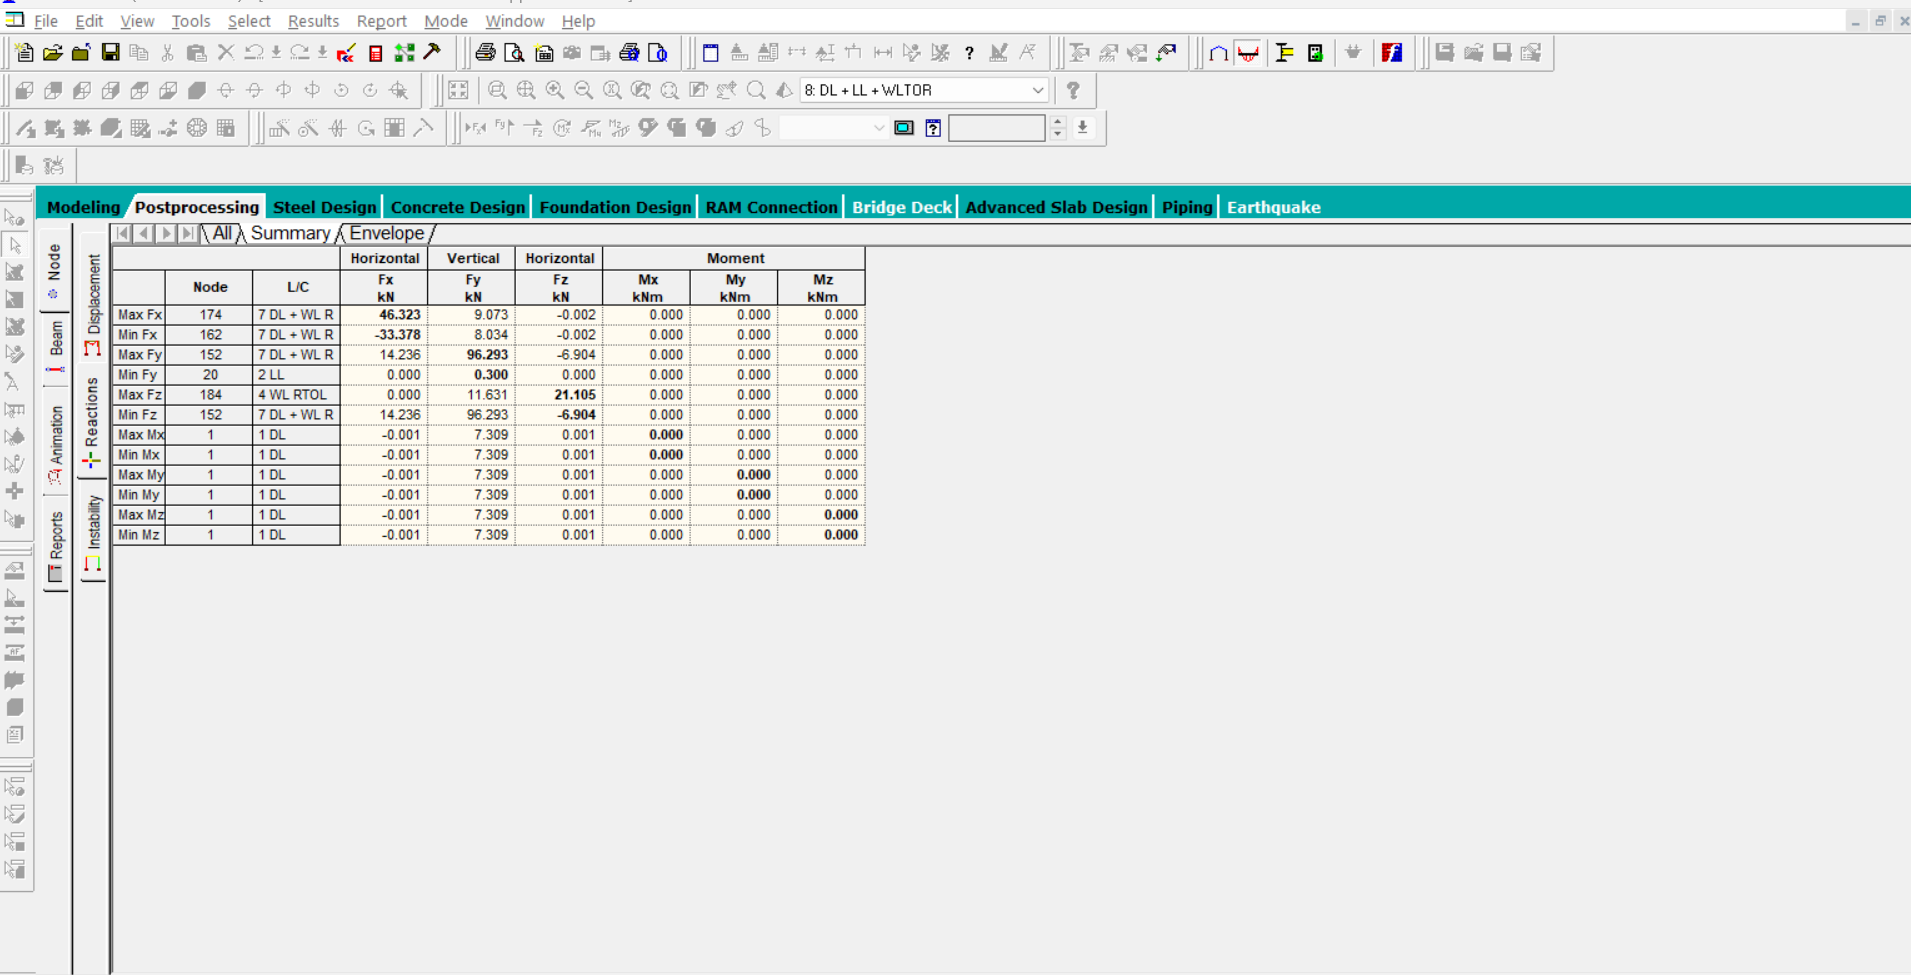 File Edit View Tools Select Results Report Mode Window Help
8: DL + LL + WLTOR
Modeling Postprocessing Steel Design Concrete Design Foundation Design RAM Connection Bridge Deck Advanced Slab Design Piping Earthquake
All Summary Envelope
Node
Beam
Animation
Reports
Displacement
Reactions
Instability
Horizontal Vertical Horizontal Moment
Node L/C Fx kN Fy kN Fz kN Mx kNm My kNm Mz kNm
Max Fx 174 7 DL + WL R 46.323 9.073 -0.002 0.000 0.000 0.000
Min Fx 162 7 DL + WL R -33.378 8.034 -0.002 0.000 0.000 0.000
Max Fy 152 7 DL + WL R 14.236 96.293 -6.904 0.000 0.000 0.000
Min Fy 20 2 LL 0.000 0.300 0.000 0.000 0.000 0.000
Max Fz 184 4 WL RTOL 0.000 11.631 21.105 0.000 0.000 0.000
Min Fz 152 7 DL + WL R 14.236 96.293 -6.904 0.000 0.000 0.000
Max Mx 1 1 DL -0.001 7.309 0.001 0.000 0.000 0.000
Min Mx 1 1 DL -0.001 7.309 0.001 0.000 0.000 0.000
Max My 1 1 DL -0.001 7.309 0.001 0.000 0.000 0.000
Min My 1 1 DL -0.001 7.309 0.001 0.000 0.000 0.000
Max Mz 1 1 DL -0.001 7.309 0.001 0.000 0.000 0.000
Min Mz 1 1 DL -0.001 7.309 0.001 0.000 0.000 0.000